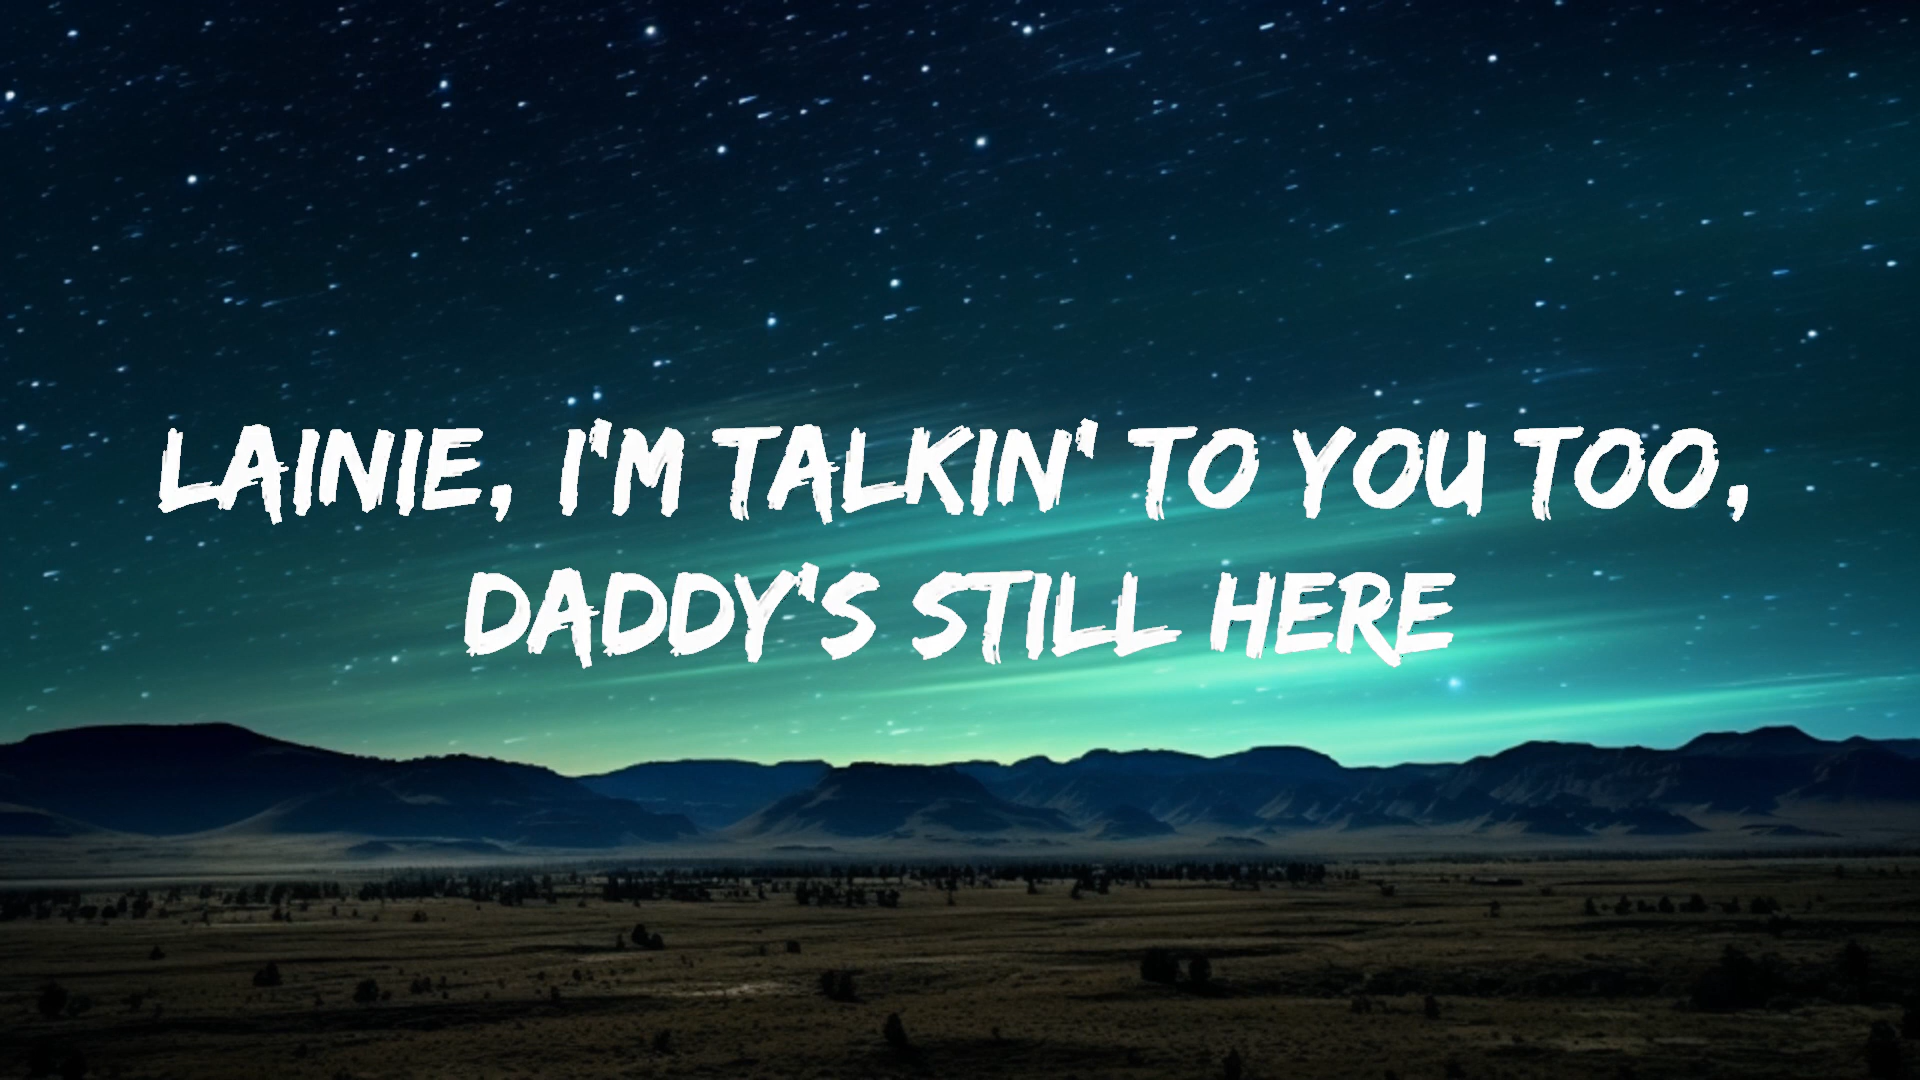 LAINIE, I'M TALKIN' TO YOU TOO,
DADDY'S STILL HERE